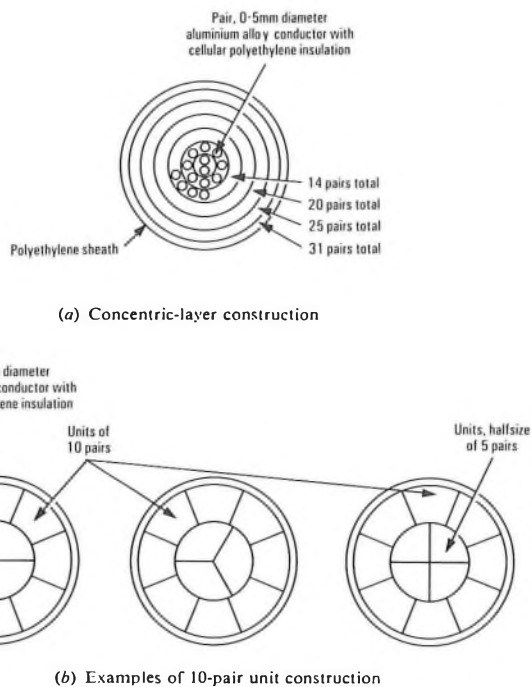 Pair, 0·5mm diameter
aluminium alloy conductor with
cellular polyethylene insulation
14 pairs total
20 pairs total
25 pairs total
31 pairs total
Polyethylene sheath
(a) Concentric-layer construction
diameter
conductor with
ene insulation
Units of
10 pairs
Units, halfsize
of 5 pairs
(b) Examples of 10-pair unit construction